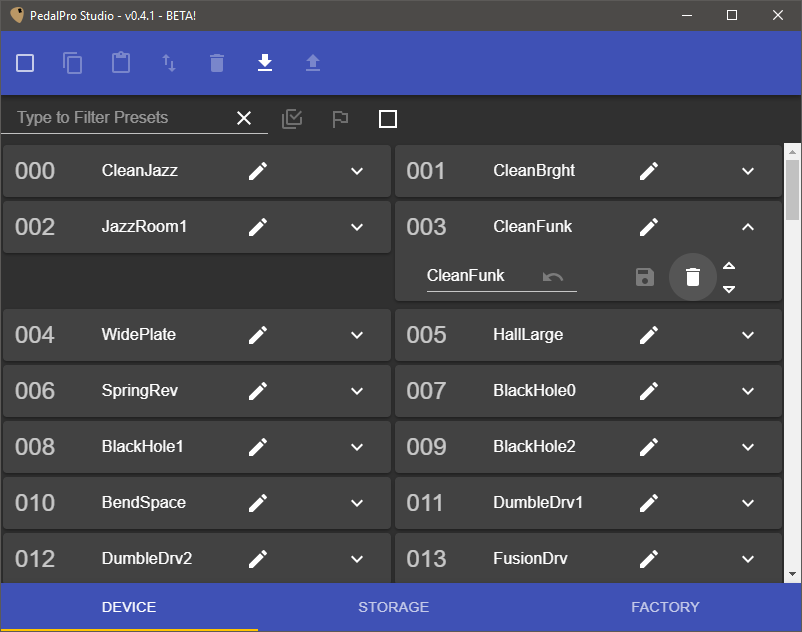 PedalPro Studio - v0.4.1 - BETA!
Type to Filter Presets
000 CleanJazz
001 CleanBrght
002 JazzRoom1
003 CleanFunk
CleanFunk
004 WidePlate
005 HallLarge
006 SpringRev
007 BlackHole0
008 BlackHole1
009 BlackHole2
010 BendSpace
011 DumbleDrv1
012 DumbleDrv2
013 FusionDrv
DEVICE STORAGE FACTORY